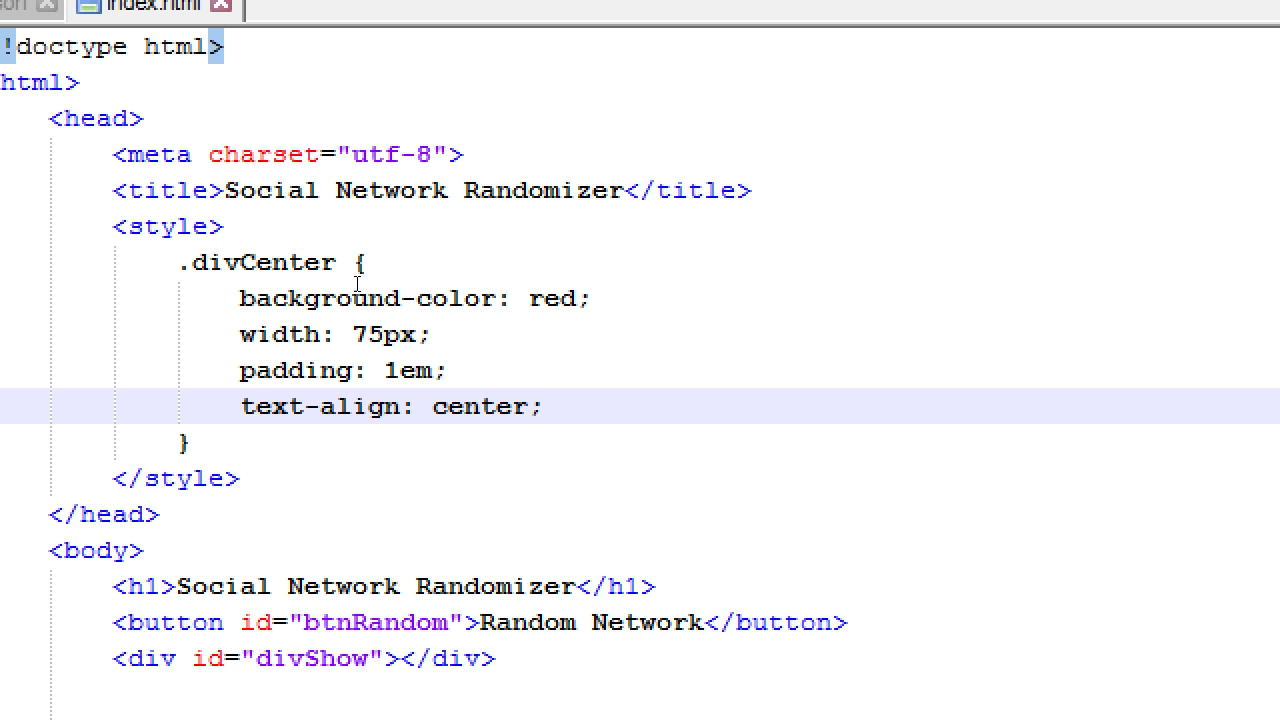 index.html
!doctype html>
html>
<head>
<meta charset="utf-8">
<title>Social Network Randomizer</title>
<style>
.divCenter {
background-color: red;
width: 75px;
padding: 1em;
text-align: center;
}
</style>
</head>
<body>
<h1>Social Network Randomizer</h1>
<button id="btnRandom">Random Network</button>
<div id="divShow"></div>